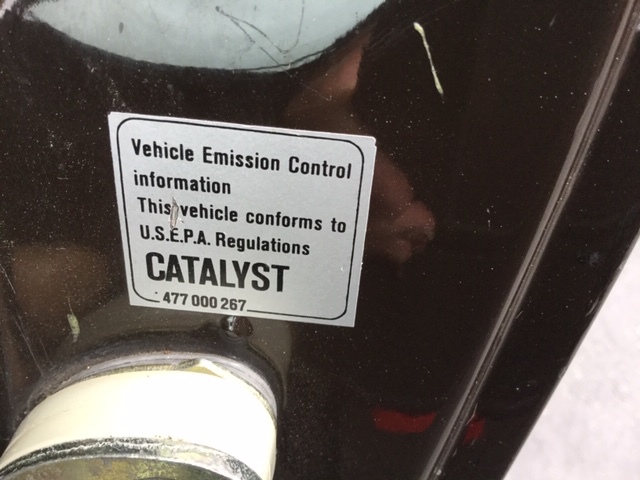 Vehicle Emission Control
information
This vehicle conforms to
U.S.E.P.A. Regulations
CATALYST
477 000 267